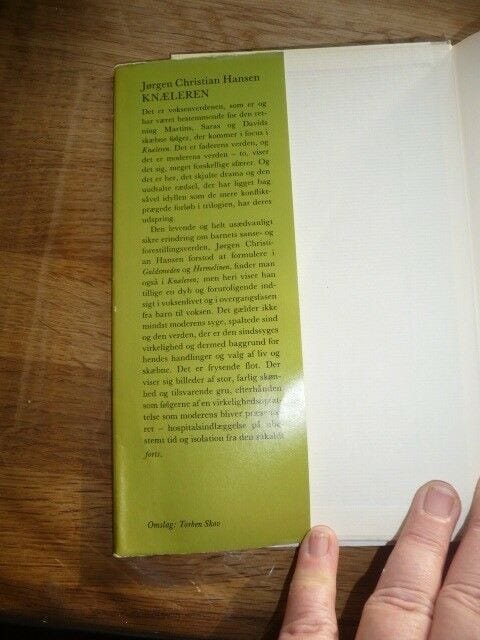 Jørgen Christian Hansen
KNÆLEREN
Det er voksenverdenen, som er og
har været bestemmende for den ret-
ning Martins, Saras og Davids
skæbne følger, der kommer i focus i
Knæleren. Det er faderens verden, og
det er moderens verden – to, viser
det sig, meget forskellige sfærer. Og
det er her, det skjulte drama og den
uudtalte rædsel, der har ligget bag
såvel idyllen som de mere konflikt-
prægede forløb i trilogien, har deres
udspring.
Den levende og helt usædvanligt
sikre erindring om barnets sanse- og
forestillingsverden, Jørgen Christi-
an Hansen forstod at formulere i
Guldsmeden og Hermelinen, finder man
også i Knæleren; men heri viser han
tillige en dyb og foruroligende ind-
sigt i voksenlivet og i overgangsfasen
fra barn til voksen. Det gælder ikke
mindst moderens syge, spaltede sind
og den verden, der er den sindssyges
virkelighed og dermed baggrund for
hendes handlinger og valg af liv og
skæbne. Det er frysende flot. Der
viser sig billeder af stor, farlig skøn-
hed og tilsvarende gru, efterhånden
som følgerne af en virkelighedsopfat-
telse som moderens bliver præsente-
ret – hospitalsindlæggelse på ube-
stemt tid og isolation fra den såkaldt
forts.
Omslag: Torben Skov